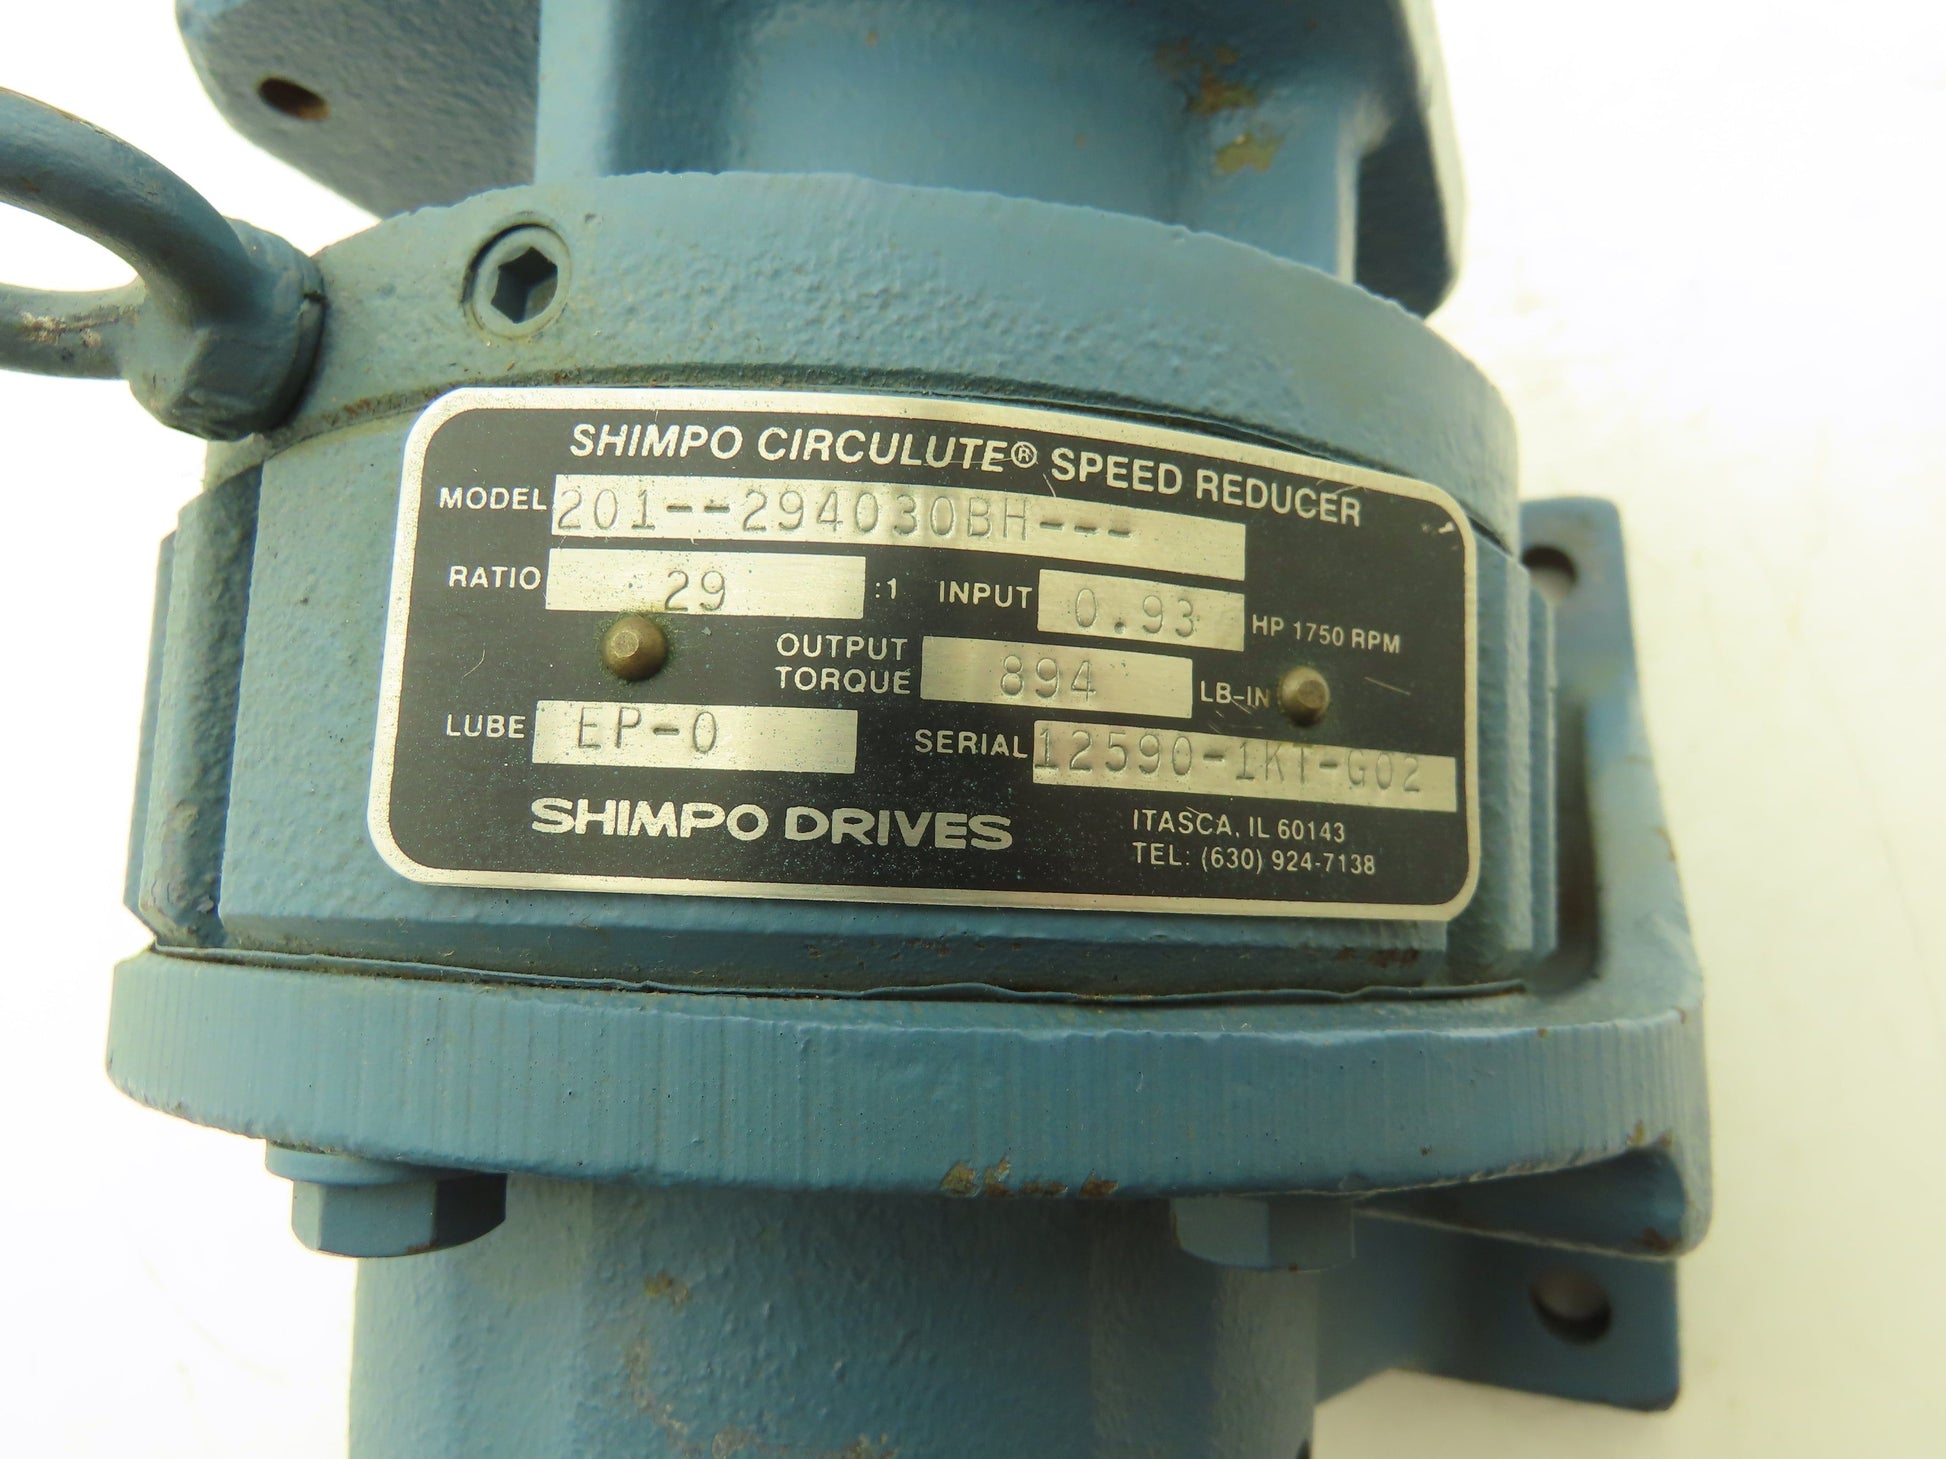 SHIMPO CIRCULUTE® SPEED REDUCER
MODEL 201--294030BH---
RATIO 29 :1 INPUT 0.93 HP 1750 RPM
OUTPUT TORQUE 894 LB-IN
LUBE EP-0 SERIAL 12590-1KT-G02
SHIMPO DRIVES
ITASCA, IL 60143
TEL: (630) 924-7138